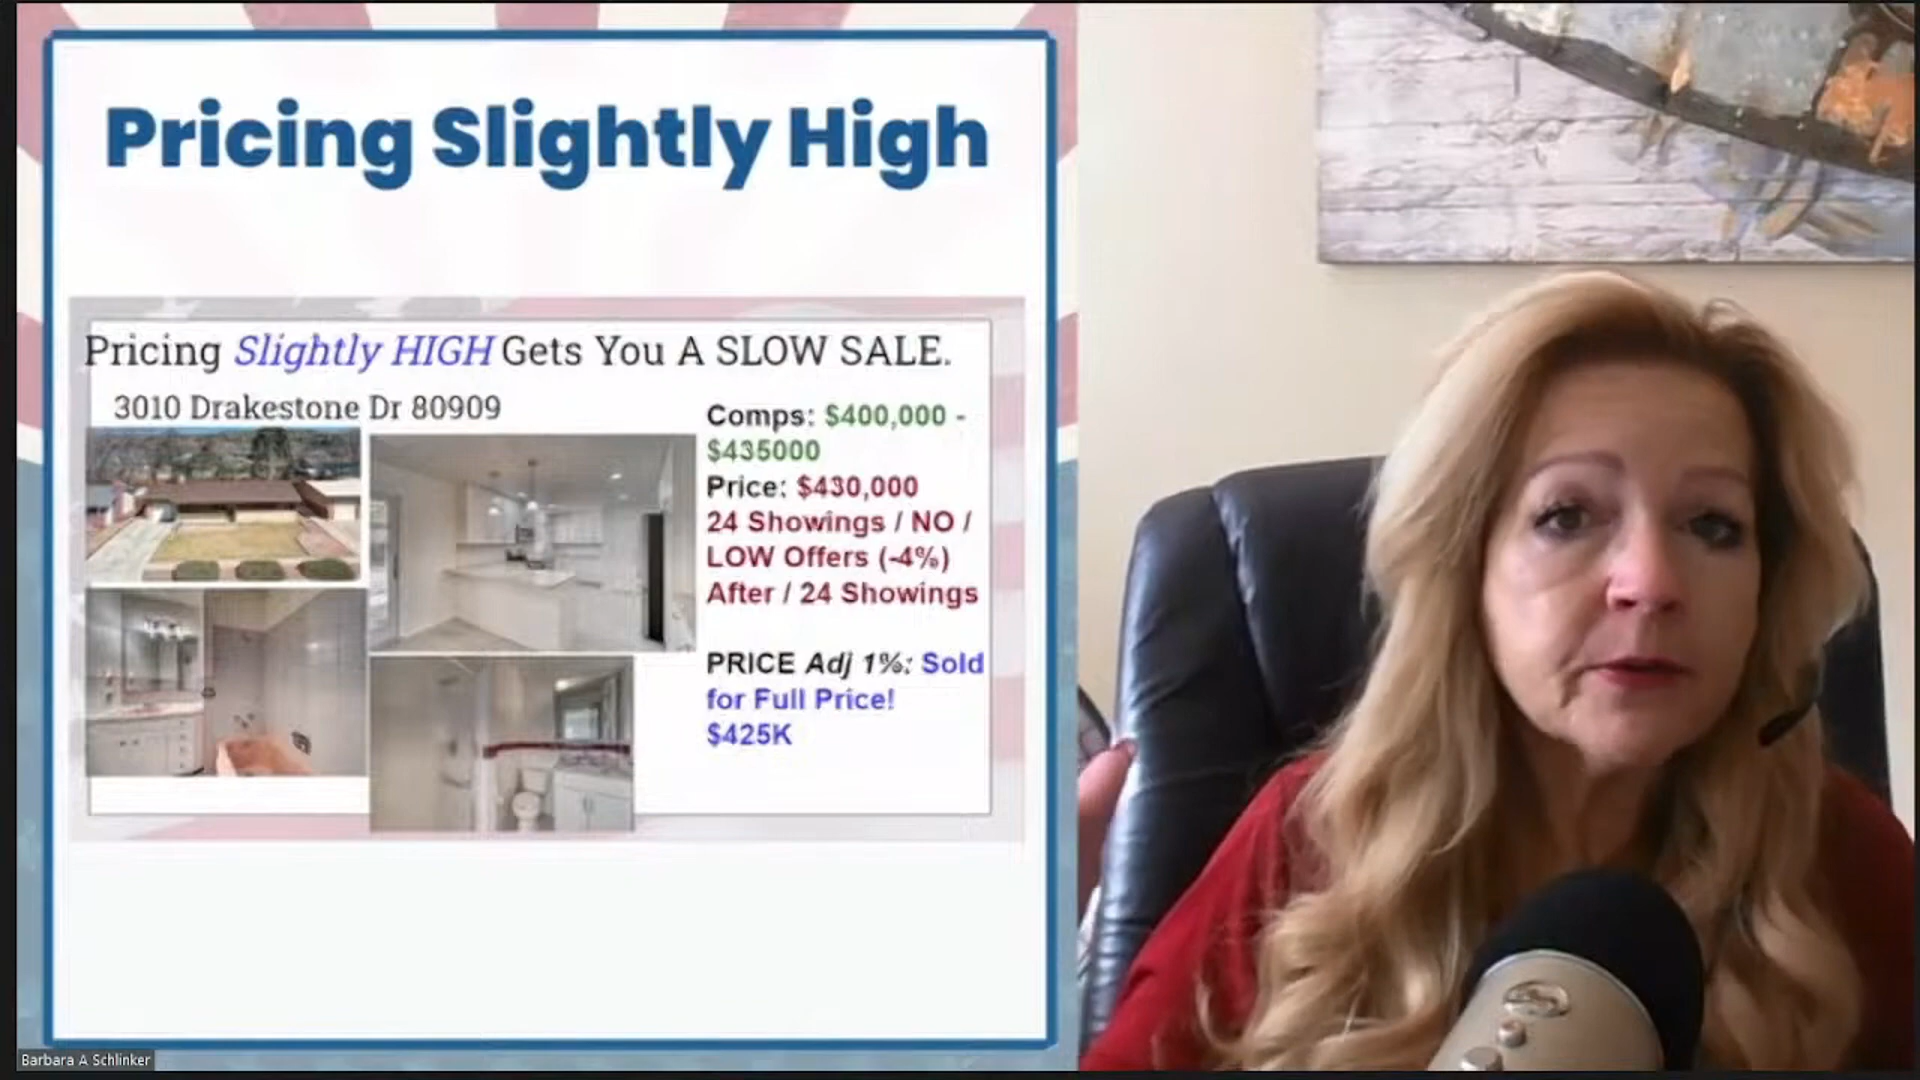 Pricing Slightly High
Pricing Slightly HIGH Gets You A SLOW SALE.
3010 Drakestone Dr 80909
Comps: $400,000 -
$435000
Price: $430,000
24 Showings / NO /
LOW Offers (-4%)
After / 24 Showings
PRICE Adj 1%: Sold
for Full Price!
$425K
Barbara A Schlinker